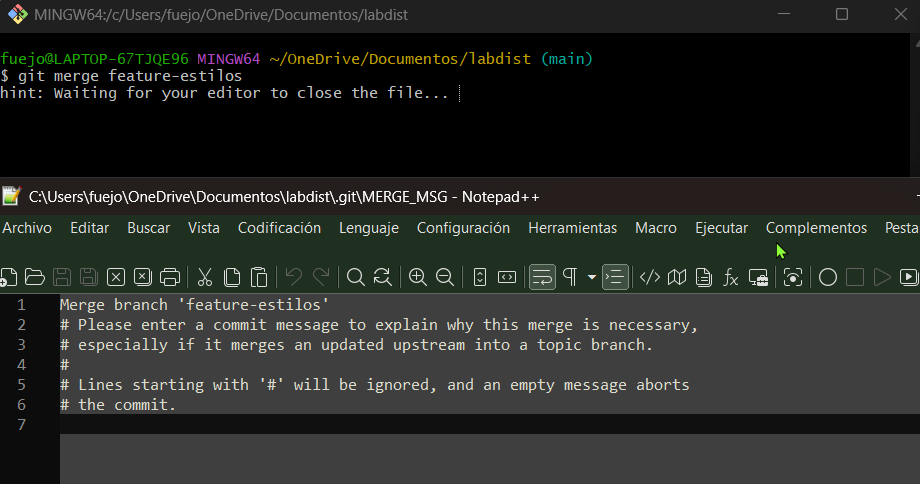 MINGW64:/c/Users/fuejo/OneDrive/Documentos/labdist
fuejo@LAPTOP-67TJQE96 MINGW64 ~/OneDrive/Documentos/labdist (main)
$ git merge feature-estilos
hint: Waiting for your editor to close the file...
C:\Users\fuejo\OneDrive\Documentos\labdist\.git\MERGE_MSG - Notepad++
Archivo Editar Buscar Vista Codificación Lenguaje Configuración Herramientas Macro Ejecutar Complementos Pesta
1 Merge branch 'feature-estilos'
2 # Please enter a commit message to explain why this merge is necessary,
3 # especially if it merges an updated upstream into a topic branch.
4 #
5 # Lines starting with '#' will be ignored, and an empty message aborts
6 # the commit.
7